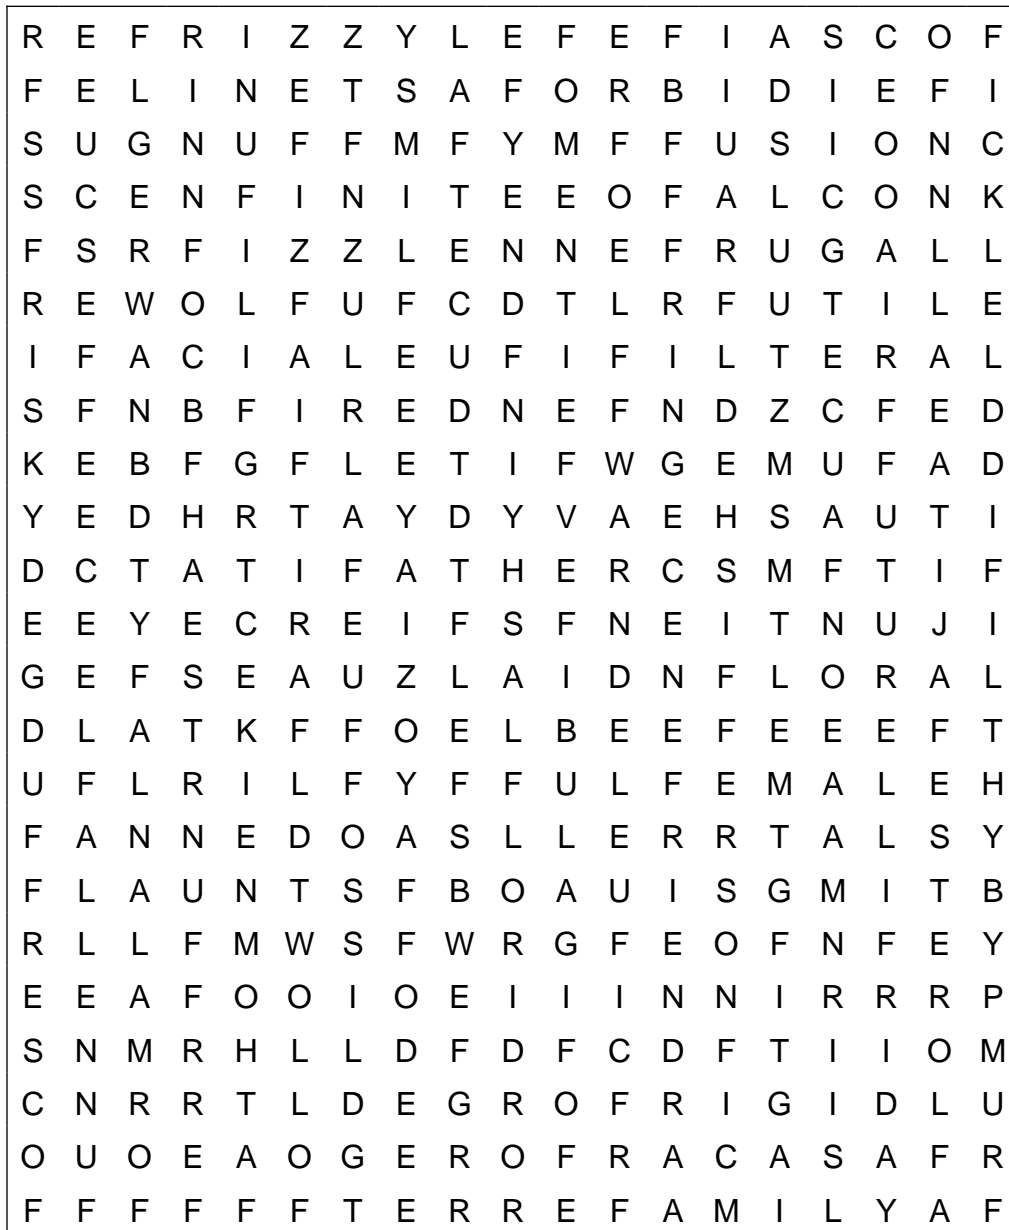 R E F R I Z Z Y L E F E F I A S C O F
F E L I N E T S A F O R B I D I E F I
S U G N U F F M F Y M F F U S I O N C
S C E N F I N I T E E O F A L C O N K
F S R F I Z Z L E N N E F R U G A L L
R E W O L F U F C D T L R F U T I L E
I F A C I A L E U F I F I L T E R A L
S F N B F I R E D N E F N D Z C F E D
K E B F G F L E T I F W G E M U F A D
Y E D H R T A Y D Y V A E H S A U T I
D C T A T I F A T H E R C S M F T I F
E E Y E C R E I F S F N E I T N U J I
G E F S E A U Z L A I D N F L O R A L
D L A T K F F O E L B E E F E E E F T
U F L R I L F Y F F U L F E M A L E H
F A N N E D O A S L L E R R T A L S Y
F L A U N T S F B O A U I S G M I T B
R L L F M W S F W R G F E O F N F E Y
E E A F O O I O E I I I N N I R R R P
S N M R H L L D F D F C D F T I I O M
C N R R T L D E G R O F R I G I D L U
O U O E A O G E R O F R A C A S A F R
F F F F F F T E R R E F A M I L Y A F